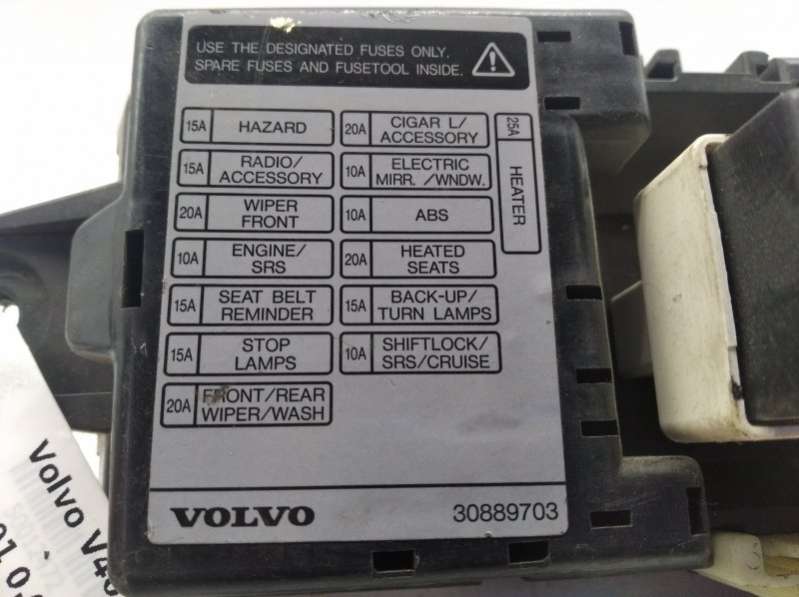 USE THE DESIGNATED FUSES ONLY.
SPARE FUSES AND FUSETOOL INSIDE.
15A HAZARD
15A RADIO/
ACCESSORY
20A WIPER
FRONT
10A ENGINE/
SRS
15A SEAT BELT
REMINDER
15A STOP
LAMPS
20A FRONT/REAR
WIPER/WASH
20A CIGAR L/
ACCESSORY
10A ELECTRIC
MIRR. /WNDW.
10A ABS
20A HEATED
SEATS
15A BACK-UP/
TURN LAMPS
10A SHIFTLOCK/
SRS/CRUISE
25A HEATER
VOLVO 30889703
Volvo